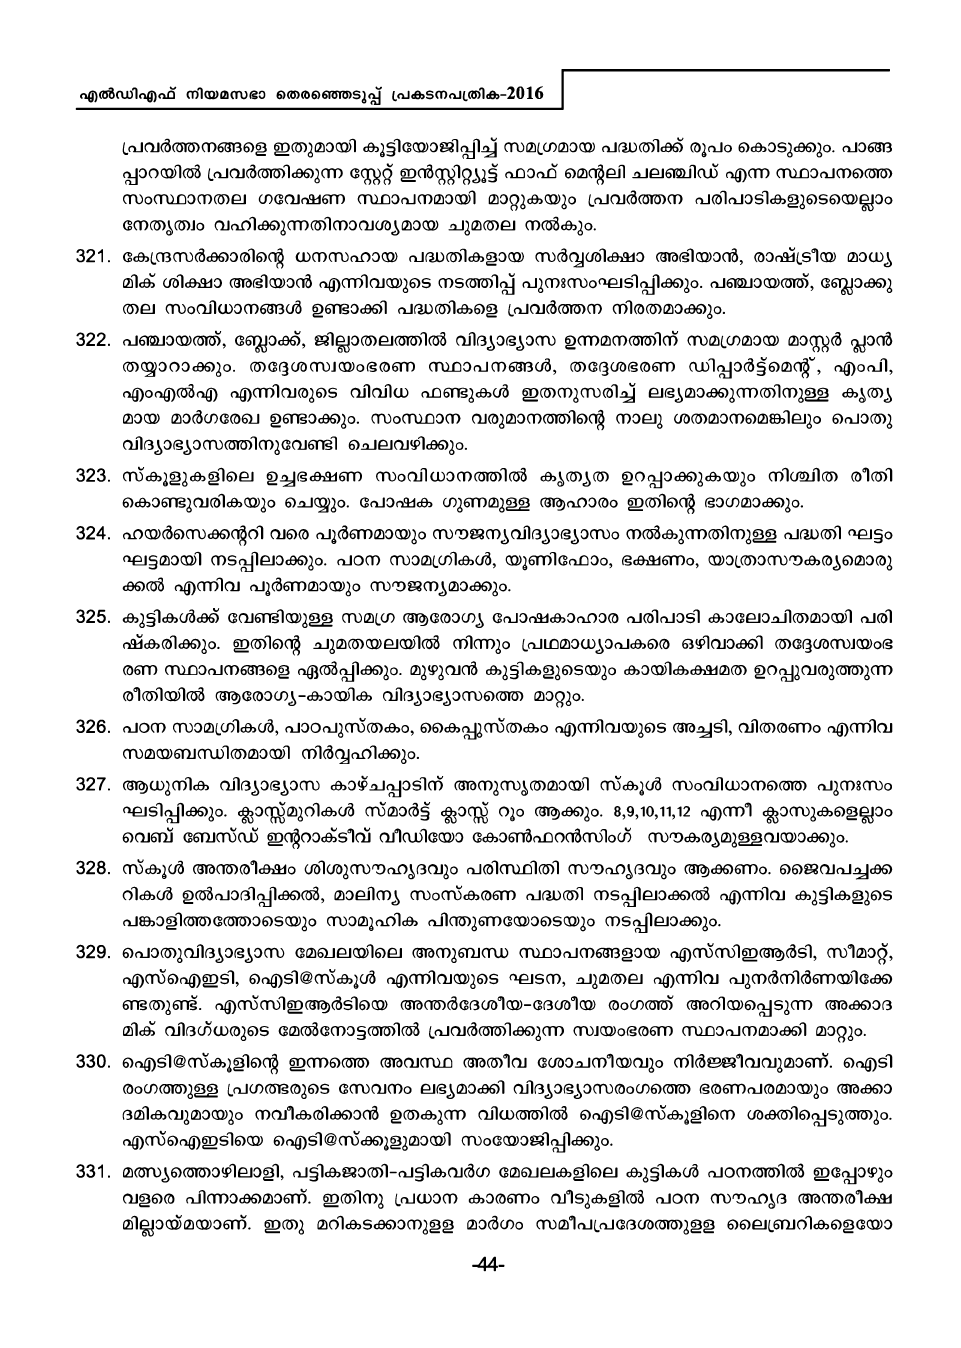 എൽഡിഎഫ് നിയമസഭാ തെരഞ്ഞെടുപ്പ് പ്രകടനപത്രിക-2016
പ്രവർത്തനങ്ങളെ ഇതുമായി കൂട്ടിയോജിപ്പിച്ച് സമഗ്രമായ പദ്ധതിക്ക് രൂപം കൊടുക്കും. പാങ്ങ
പ്പാറയിൽ പ്രവർത്തിക്കുന്ന സ്റ്റേറ്റ് ഇൻസ്റ്റിറ്റ്യൂട്ട് ഫാഫ് മെന്റലി ചലഞ്ചിഡ് എന്ന സ്ഥാപനത്തെ
സംസ്ഥാനതല ഗവേഷണ സ്ഥാപനമായി മാറ്റുകയും പ്രവർത്തന പരിപാടികളുടെയെല്ലാം
നേതൃത്വം വഹിക്കുന്നതിനാവശ്യമായ ചുമതല നൽകും.
321. കേന്ദ്രസർക്കാരിന്റെ ധനസഹായ പദ്ധതികളായ സർവ്വശിക്ഷാ അഭിയാൻ, രാഷ്ട്രീയ മാധ്യ
മിക് ശിക്ഷാ അഭിയാൻ എന്നിവയുടെ നടത്തിപ്പ് പുനഃസംഘടിപ്പിക്കും. പഞ്ചായത്ത്, ബ്ലോക്കു
തല സംവിധാനങ്ങൾ ഉണ്ടാക്കി പദ്ധതികളെ പ്രവർത്തന നിരതമാക്കും.
322. പഞ്ചായത്ത്, ബ്ലോക്ക്, ജില്ലാതലത്തിൽ വിദ്യാഭ്യാസ ഉന്നമനത്തിന് സമഗ്രമായ മാസ്റ്റർ പ്ലാൻ
തയ്യാറാക്കും. തദ്ദേശസ്വയംഭരണ സ്ഥാപനങ്ങൾ, തദ്ദേശഭരണ ഡിപ്പാർട്ട്മെന്റ്, എംപി,
എംഎൽഎ എന്നിവരുടെ വിവിധ ഫണ്ടുകൾ ഇതനുസരിച്ച് ലഭ്യമാക്കുന്നതിനുള്ള കൃത്യ
മായ മാർഗരേഖ ഉണ്ടാക്കും. സംസ്ഥാന വരുമാനത്തിന്റെ നാലു ശതമാനമെങ്കിലും പൊതു
വിദ്യാഭ്യാസത്തിനുവേണ്ടി ചെലവഴിക്കും.
323. സ്കൂളുകളിലെ ഉച്ചഭക്ഷണ സംവിധാനത്തിൽ കൃത്യത ഉറപ്പാക്കുകയും നിശ്ചിത രീതി
കൊണ്ടുവരികയും ചെയ്യും. പോഷക ഗുണമുള്ള ആഹാരം ഇതിന്റെ ഭാഗമാക്കും.
324. ഹയർസെക്കന്ററി വരെ പൂർണമായും സൗജന്യവിദ്യാഭ്യാസം നൽകുന്നതിനുള്ള പദ്ധതി ഘട്ടം
ഘട്ടമായി നടപ്പിലാക്കും. പഠന സാമഗ്രികൾ, യൂണിഫോം, ഭക്ഷണം, യാത്രാസൗകര്യമൊരു
ക്കൽ എന്നിവ പൂർണമായും സൗജന്യമാക്കും.
325. കുട്ടികൾക്ക് വേണ്ടിയുള്ള സമഗ്ര ആരോഗ്യ പോഷകാഹാര പരിപാടി കാലോചിതമായി പരി
ഷ്കരിക്കും. ഇതിന്റെ ചുമതയലയിൽ നിന്നും പ്രഥമാധ്യാപകരെ ഒഴിവാക്കി തദ്ദേശസ്വയംഭ
രണ സ്ഥാപനങ്ങളെ ഏൽപ്പിക്കും. മുഴുവൻ കുട്ടികളുടെയും കായികക്ഷമത ഉറപ്പുവരുത്തുന്ന
രീതിയിൽ ആരോഗ്യ-കായിക വിദ്യാഭ്യാസത്തെ മാറ്റും.
326. പഠന സാമഗ്രികൾ, പാഠപുസ്തകം, കൈപ്പുസ്തകം എന്നിവയുടെ അച്ചടി, വിതരണം എന്നിവ
സമയബന്ധിതമായി നിർവ്വഹിക്കും.
327. ആധുനിക വിദ്യാഭ്യാസ കാഴ്ചപ്പാടിന് അനുസൃതമായി സ്കൂൾ സംവിധാനത്തെ പുനഃസം
ഘടിപ്പിക്കും. ക്ലാസ്സ്മുറികൾ സ്മാർട്ട് ക്ലാസ്സ് റൂം ആക്കും. 8,9,10,11,12 എന്നീ ക്ലാസുകളെല്ലാം
വെബ് ബേസ്ഡ് ഇന്ററാക്ടീവ് വീഡിയോ കോൺഫറൻസിംഗ് സൗകര്യമുള്ളവയാക്കും.
328. സ്കൂൾ അന്തരീക്ഷം ശിശുസൗഹൃദവും പരിസ്ഥിതി സൗഹൃദവും ആക്കണം. ജൈവപച്ചക്ക
റികൾ ഉൽപാദിപ്പിക്കൽ, മാലിന്യ സംസ്കരണ പദ്ധതി നടപ്പിലാക്കൽ എന്നിവ കുട്ടികളുടെ
പങ്കാളിത്തത്തോടെയും സാമൂഹിക പിന്തുണയോടെയും നടപ്പിലാക്കും.
329. പൊതുവിദ്യാഭ്യാസ മേഖലയിലെ അനുബന്ധ സ്ഥാപനങ്ങളായ എസ്‌സിഇആർടി, സീമാറ്റ്,
എസ്ഐഇടി, ഐടി@സ്കൂൾ എന്നിവയുടെ ഘടന, ചുമതല എന്നിവ പുനർനിർണയിക്കേ
ണ്ടതുണ്ട്. എസ്‌സിഇആർടിയെ അന്തർദേശീയ-ദേശീയ രംഗത്ത് അറിയപ്പെടുന്ന അക്കാദ
മിക് വിദഗ്ധരുടെ മേൽനോട്ടത്തിൽ പ്രവർത്തിക്കുന്ന സ്വയംഭരണ സ്ഥാപനമാക്കി മാറ്റും.
330. ഐടി@സ്കൂളിന്റെ ഇന്നത്തെ അവസ്ഥ അതീവ ശോചനീയവും നിർജ്ജീവവുമാണ്. ഐടി
രംഗത്തുള്ള പ്രഗത്ഭരുടെ സേവനം ലഭ്യമാക്കി വിദ്യാഭ്യാസരംഗത്തെ ഭരണപരമായും അക്കാ
ദമികവുമായും നവീകരിക്കാൻ ഉതകുന്ന വിധത്തിൽ ഐടി@സ്കൂളിനെ ശക്തിപ്പെടുത്തും.
എസ്ഐഇടിയെ ഐടി@സ്ക്കൂളുമായി സംയോജിപ്പിക്കും.
331. മത്സ്യത്തൊഴിലാളി, പട്ടികജാതി-പട്ടികവർഗ മേഖലകളിലെ കുട്ടികൾ പഠനത്തിൽ ഇപ്പോഴും
വളരെ പിന്നാക്കമാണ്. ഇതിനു പ്രധാന കാരണം വീടുകളിൽ പഠന സൗഹൃദ അന്തരീക്ഷ
മില്ലായ്മയാണ്. ഇതു മറികടക്കാനുളള മാർഗം സമീപപ്രദേശത്തുളള ലൈബ്രറികളെയോ
-44-